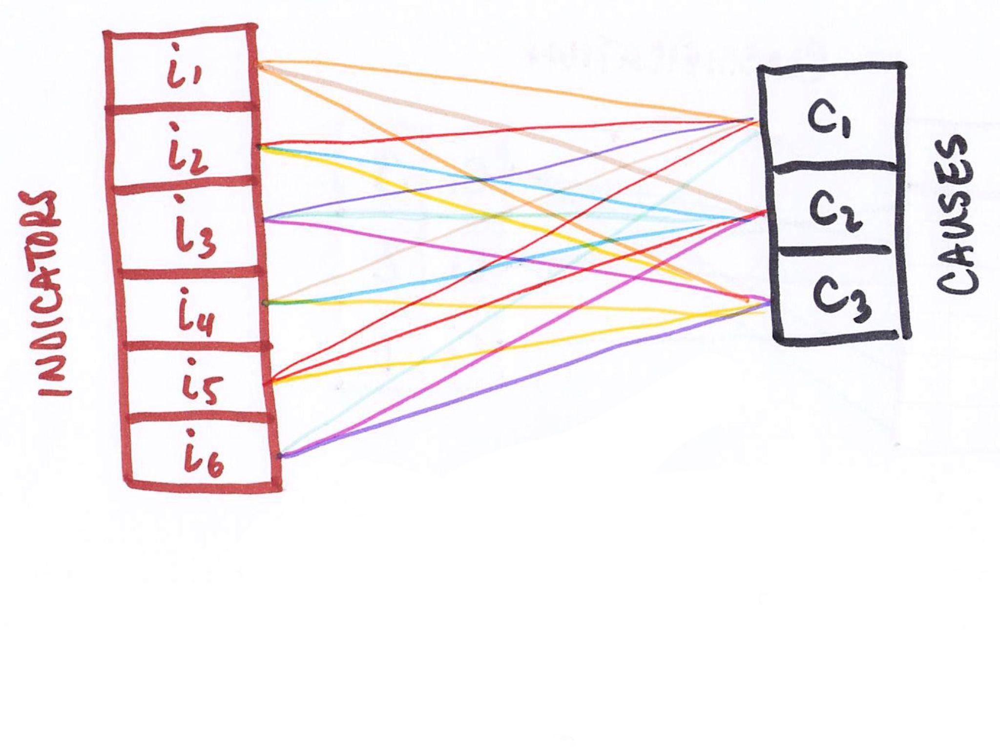 INDICATORS
i1
i2
i3
i4
i5
i6
C1
C2
C3
CAUSES